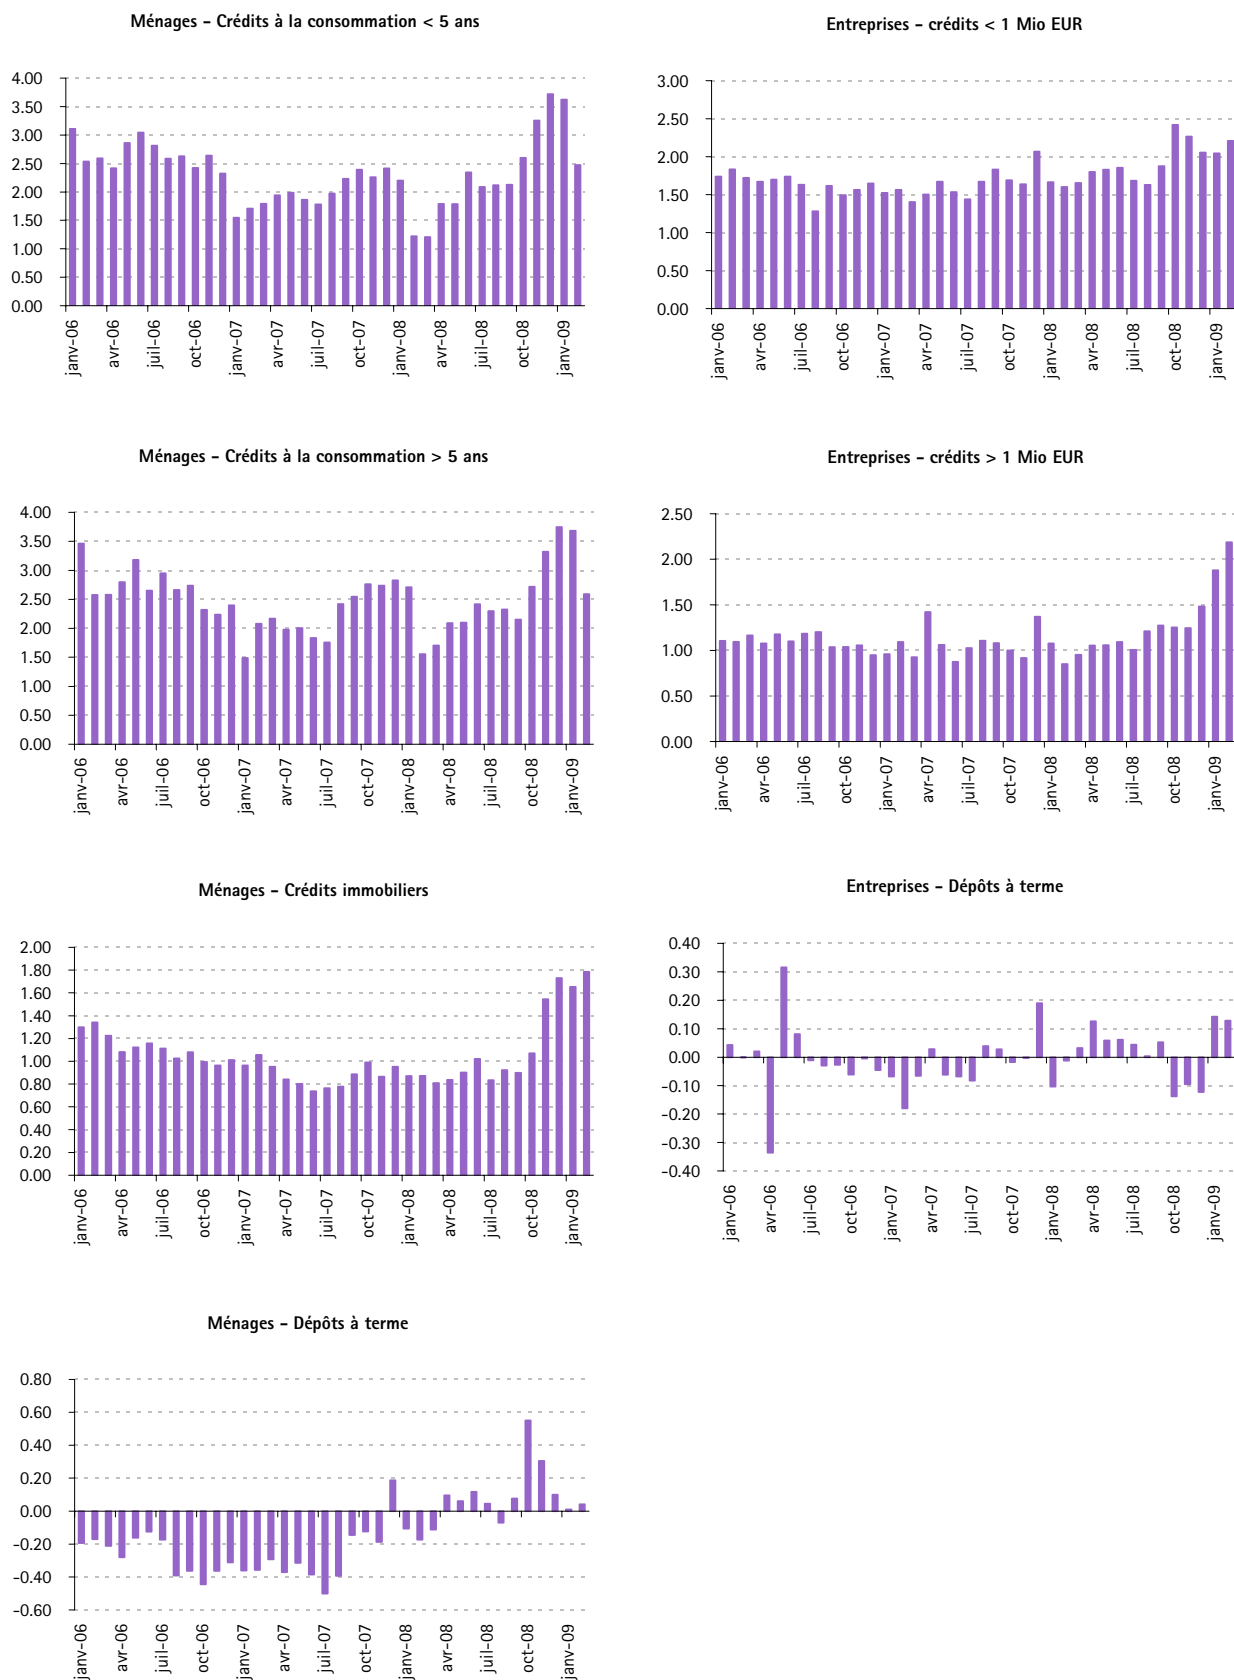 Ménages - Crédits à la consommation < 5 ans
4.00
3.50
3.00
2.50
2.00
1.50
1.00
0.50
0.00
janv-06
avr-06
juil-06
oct-06
janv-07
avr-07
juil-07
oct-07
janv-08
avr-08
juil-08
oct-08
janv-09
Entreprises - crédits < 1 Mio EUR
3.00
2.50
2.00
1.50
1.00
0.50
0.00
janv-06
avr-06
juil-06
oct-06
janv-07
avr-07
juil-07
oct-07
janv-08
avr-08
juil-08
oct-08
janv-09
Ménages - Crédits à la consommation > 5 ans
4.00
3.50
3.00
2.50
2.00
1.50
1.00
0.50
0.00
janv-06
avr-06
juil-06
oct-06
janv-07
avr-07
juil-07
oct-07
janv-08
avr-08
juil-08
oct-08
janv-09
Entreprises - crédits > 1 Mio EUR
2.50
2.00
1.50
1.00
0.50
0.00
janv-06
avr-06
juil-06
oct-06
janv-07
avr-07
juil-07
oct-07
janv-08
avr-08
juil-08
oct-08
janv-09
Ménages - Crédits immobiliers
2.00
1.80
1.60
1.40
1.20
1.00
0.80
0.60
0.40
0.20
0.00
janv-06
avr-06
juil-06
oct-06
janv-07
avr-07
juil-07
oct-07
janv-08
avr-08
juil-08
oct-08
janv-09
Entreprises - Dépôts à terme
0.40
0.30
0.20
0.10
0.00
-0.10
-0.20
-0.30
-0.40
janv-06
avr-06
juil-06
oct-06
janv-07
avr-07
juil-07
oct-07
janv-08
avr-08
juil-08
oct-08
janv-09
Ménages - Dépôts à terme
0.80
0.60
0.40
0.20
0.00
-0.20
-0.40
-0.60
janv-06
avr-06
juil-06
oct-06
janv-07
avr-07
juil-07
oct-07
janv-08
avr-08
juil-08
oct-08
janv-09